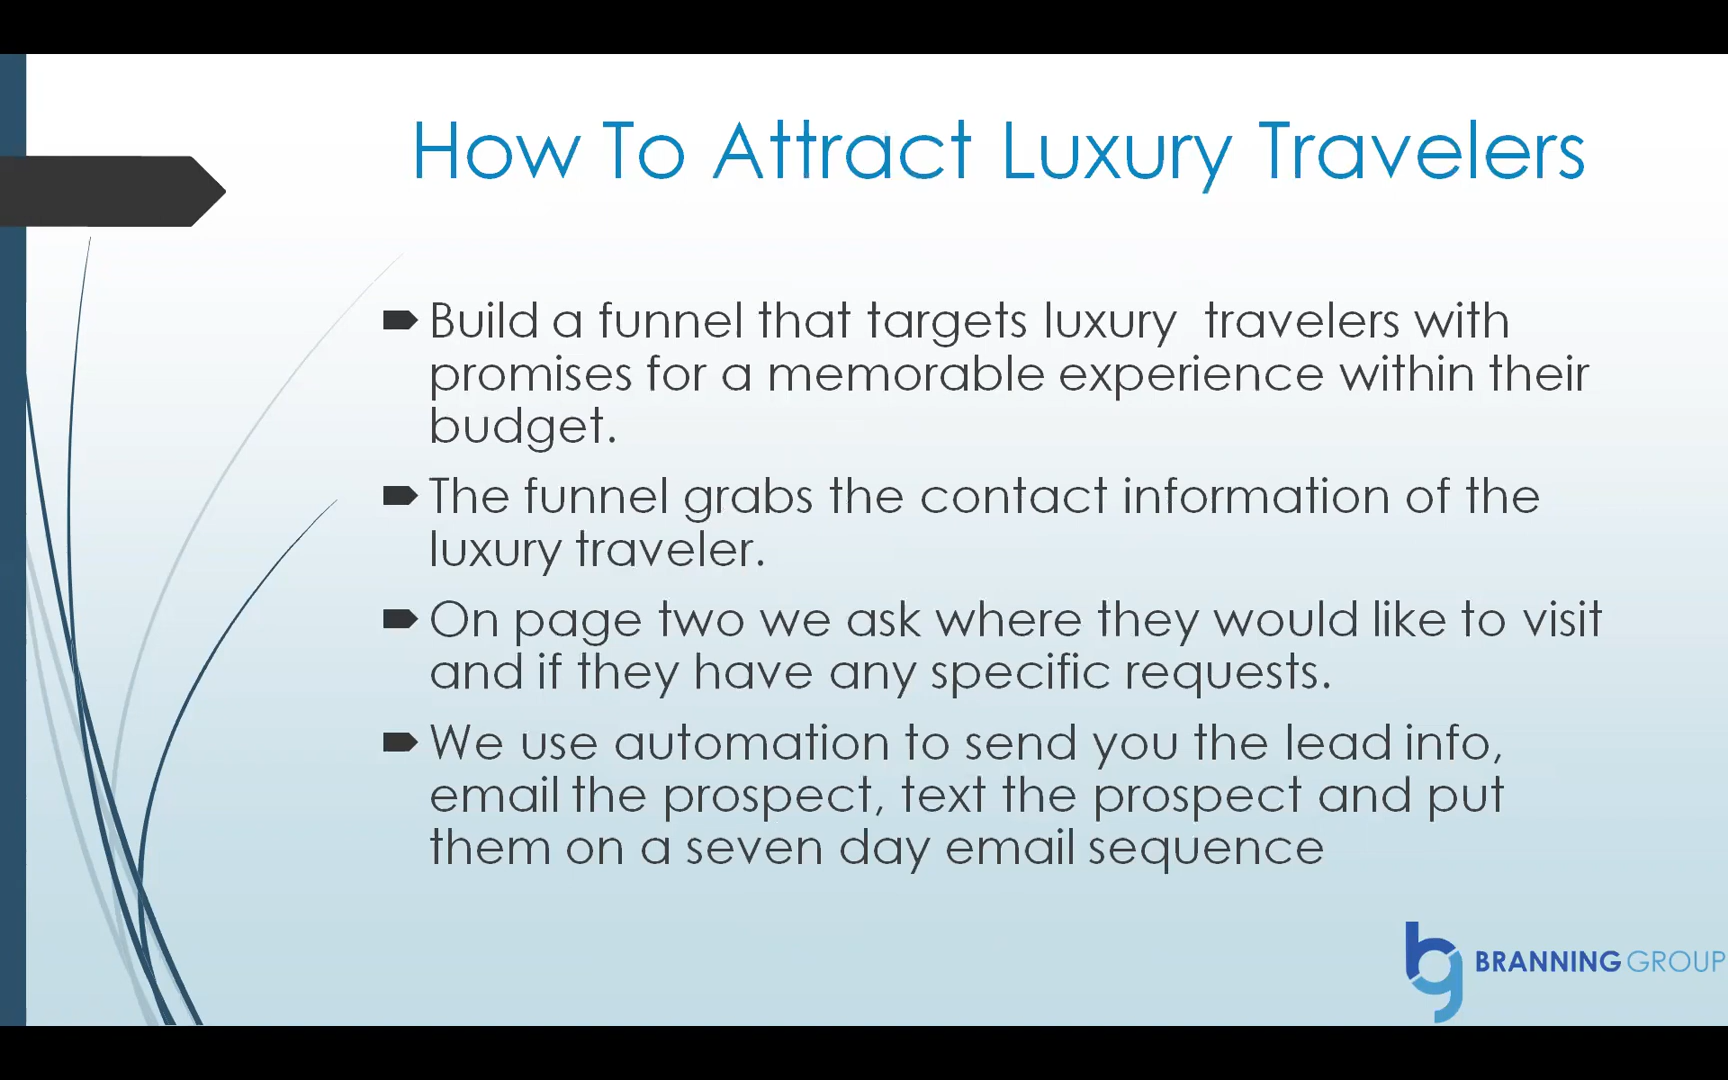 How To Attract Luxury Travelers
Build a funnel that targets luxury travelers with
promises for a memorable experience within their
budget.
The funnel grabs the contact information of the
luxury traveler.
On page two we ask where they would like to visit
and if they have any specific requests.
We use automation to send you the lead info,
email the prospect, text the prospect and put
them on a seven day email sequence
bg BRANNING GROUP